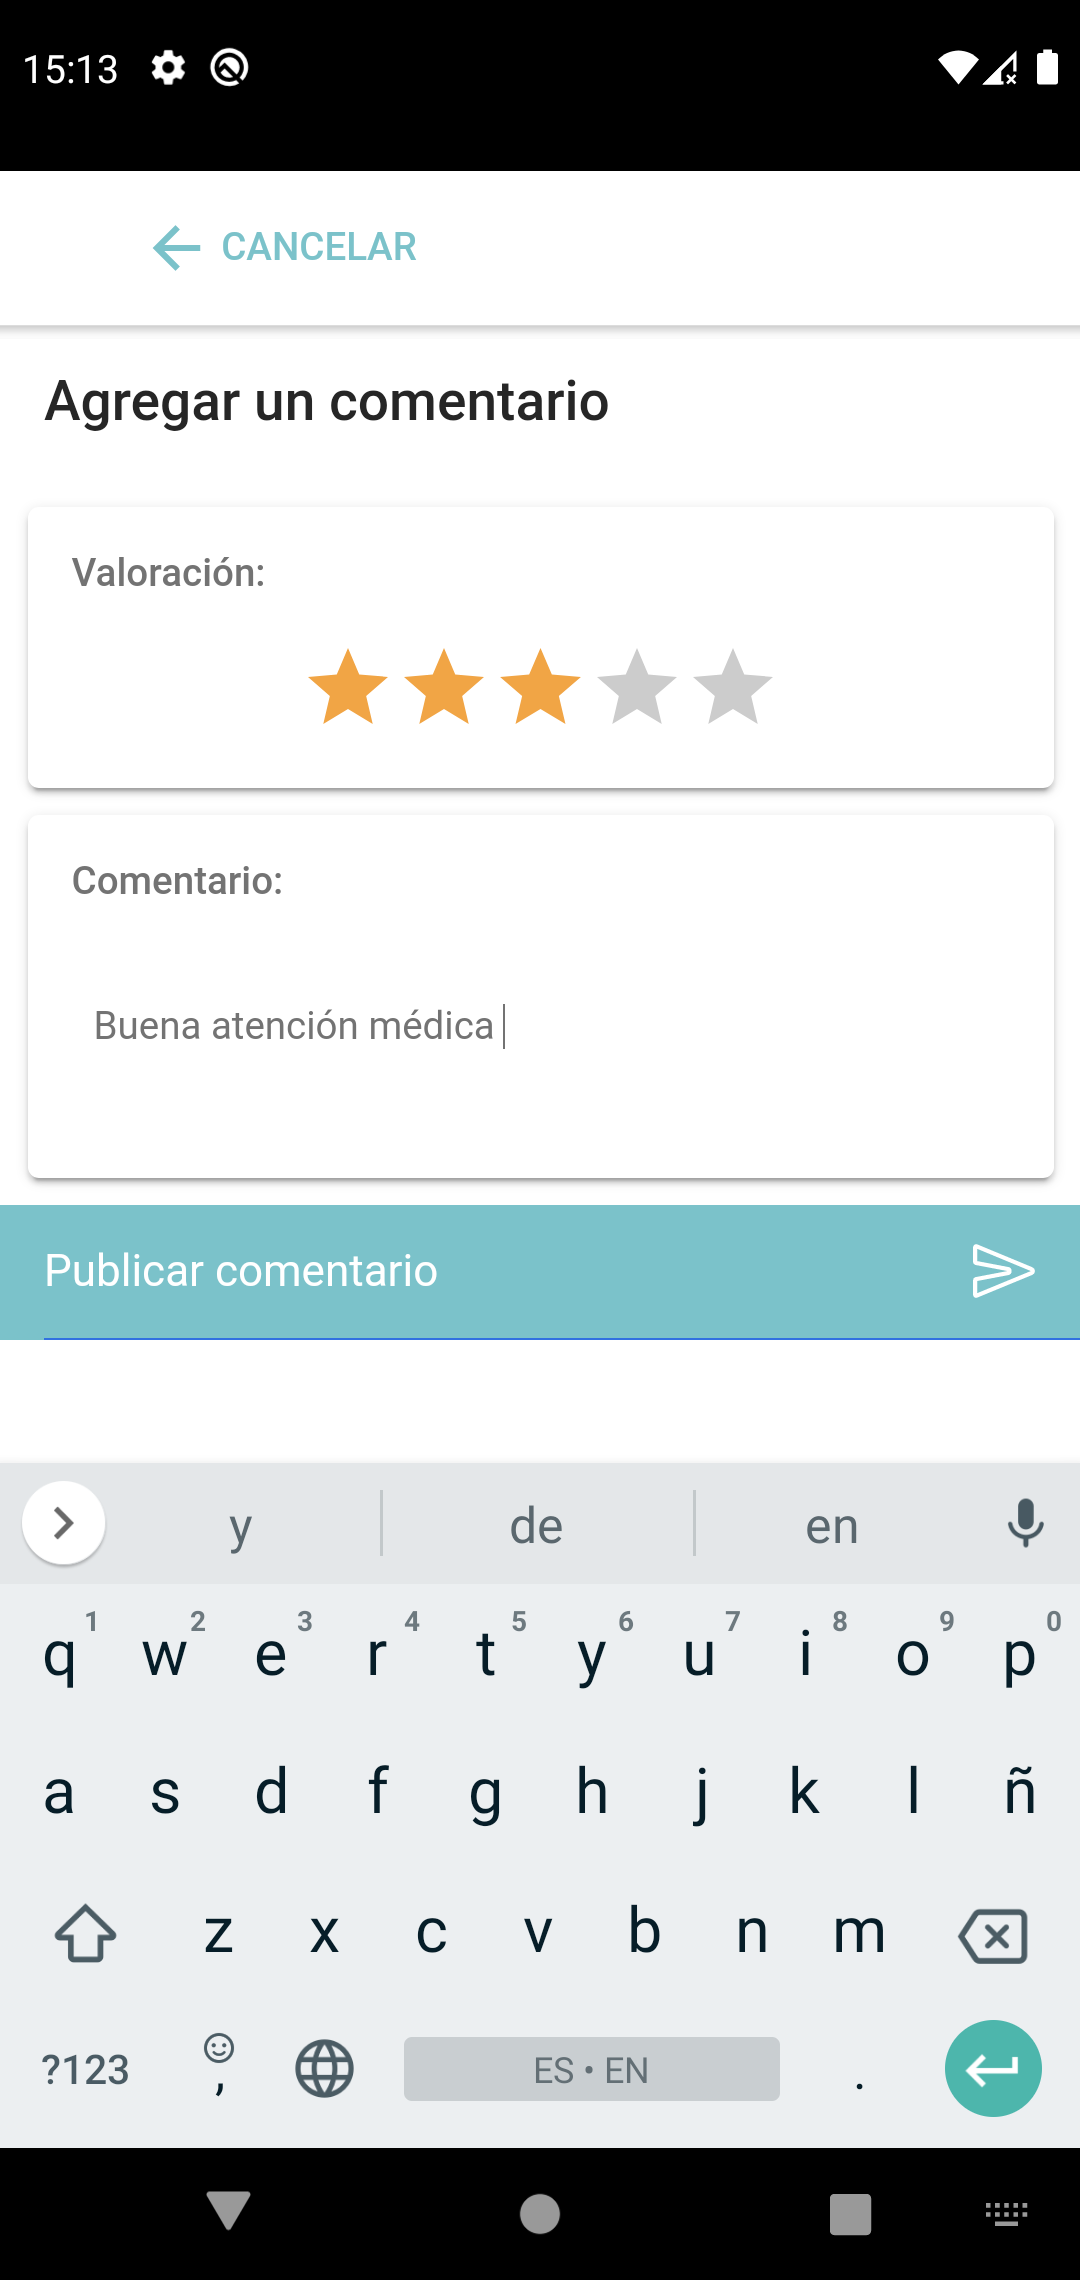 15:13
CANCELAR
Agregar un comentario
Valoración:
Comentario:
Buena atención médica
Publicar comentario
y de en
1 2 3 4 5 6 7 8 9 0
q w e r t y u i o p
a s d f g h j k l ñ
z x c v b n m
?123 , ES • EN .